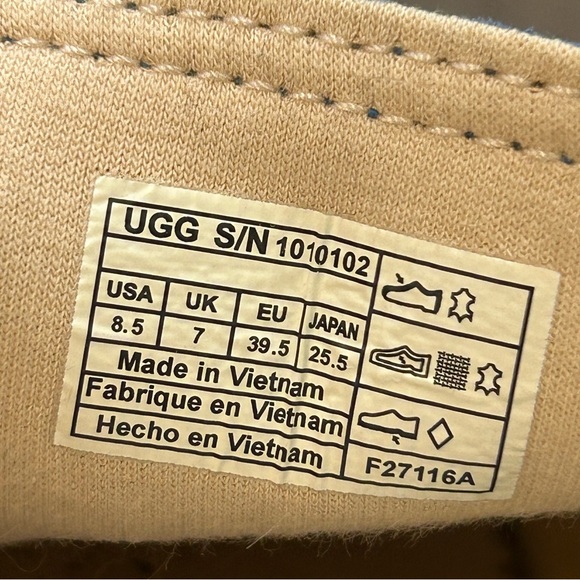 UGG S/N 1010102
USA UK EU JAPAN
8.5 7 39.5 25.5
Made in Vietnam
Fabrique en Vietnam
Hecho en Vietnam
F27116A